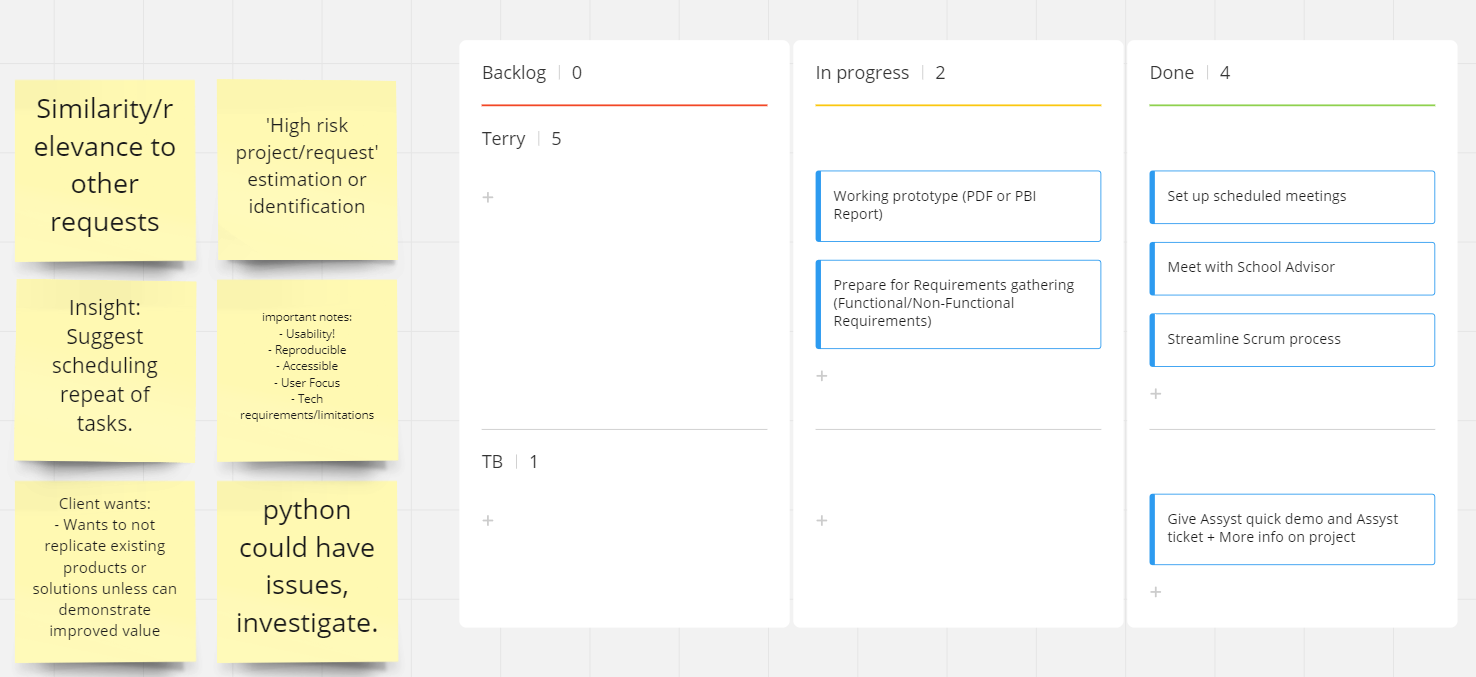 Similarity/r
elevance to
other
requests
'High risk
project/request'
estimation or
identification
Insight:
Suggest
scheduling
repeat of
tasks.
important notes:
- Usability!
- Reproducible
- Accessible
- User Focus
- Tech
requirements/limitations
Client wants:
- Wants to not
replicate existing
products or
solutions unless can
demonstrate
improved value
python
could have
issues,
investigate.
Backlog | 0
In progress | 2
Done | 4
Terry | 5
+
Working prototype (PDF or PBI
Report)
Prepare for Requirements gathering
(Functional/Non-Functional
Requirements)
+
Set up scheduled meetings
Meet with School Advisor
Streamline Scrum process
+
TB | 1
+
+
Give Assyst quick demo and Assyst
ticket + More info on project
+